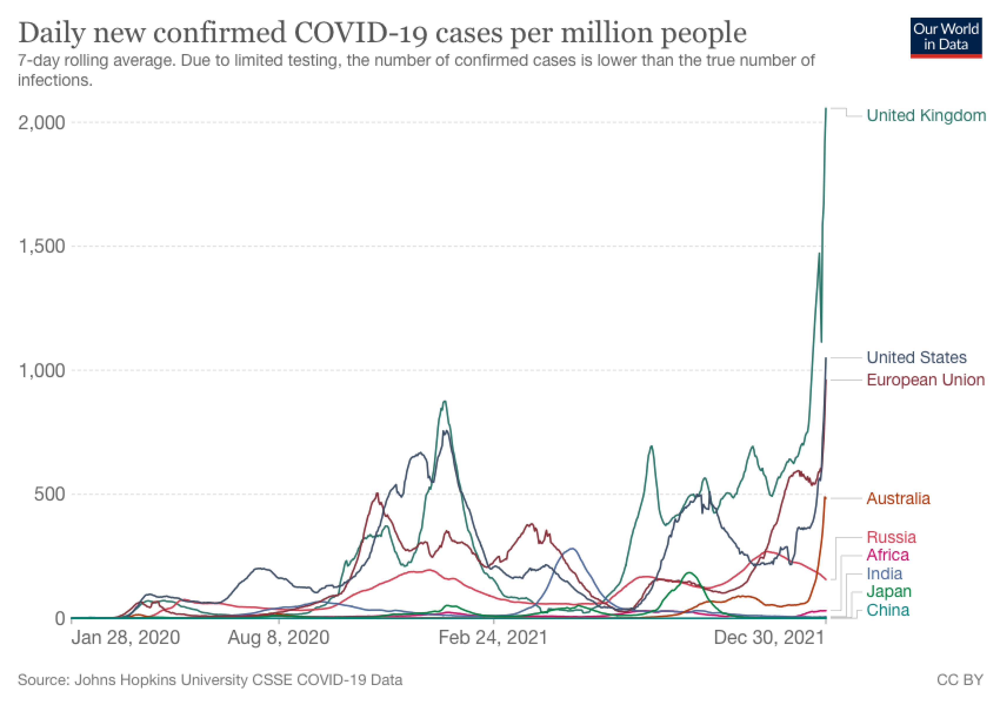 Daily new confirmed COVID-19 cases per million people
Our World
in Data
7-day rolling average. Due to limited testing, the number of confirmed cases is lower than the true number of
infections.
2,000
1,500
1,000
500
0
United Kingdom
United States
European Union
Australia
Russia
Africa
India
Japan
China
Jan 28, 2020
Aug 8, 2020
Feb 24, 2021
Dec 30, 2021
Source: Johns Hopkins University CSSE COVID-19 Data
CC BY